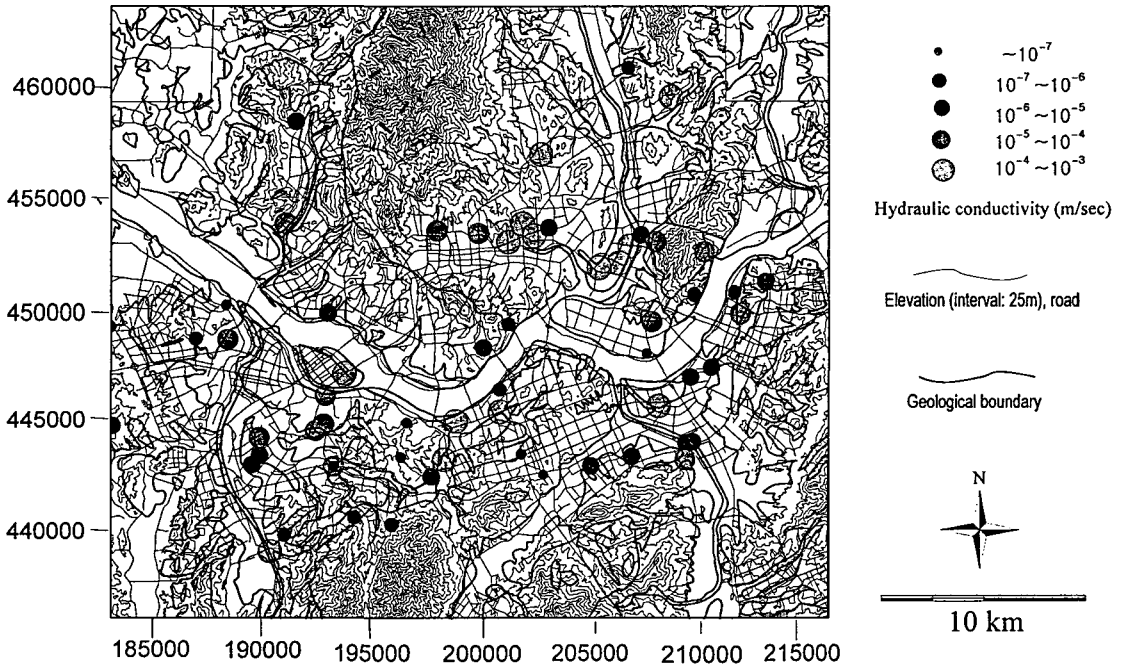 460000
455000
450000
445000
440000
185000 190000 195000 200000 205000 210000 215000
~10⁻⁷
10⁻⁷ ~10⁻⁶
10⁻⁶ ~10⁻⁵
10⁻⁵ ~10⁻⁴
10⁻⁴ ~10⁻³
Hydraulic conductivity (m/sec)
Elevation (interval: 25m), road
Geological boundary
N
10 km